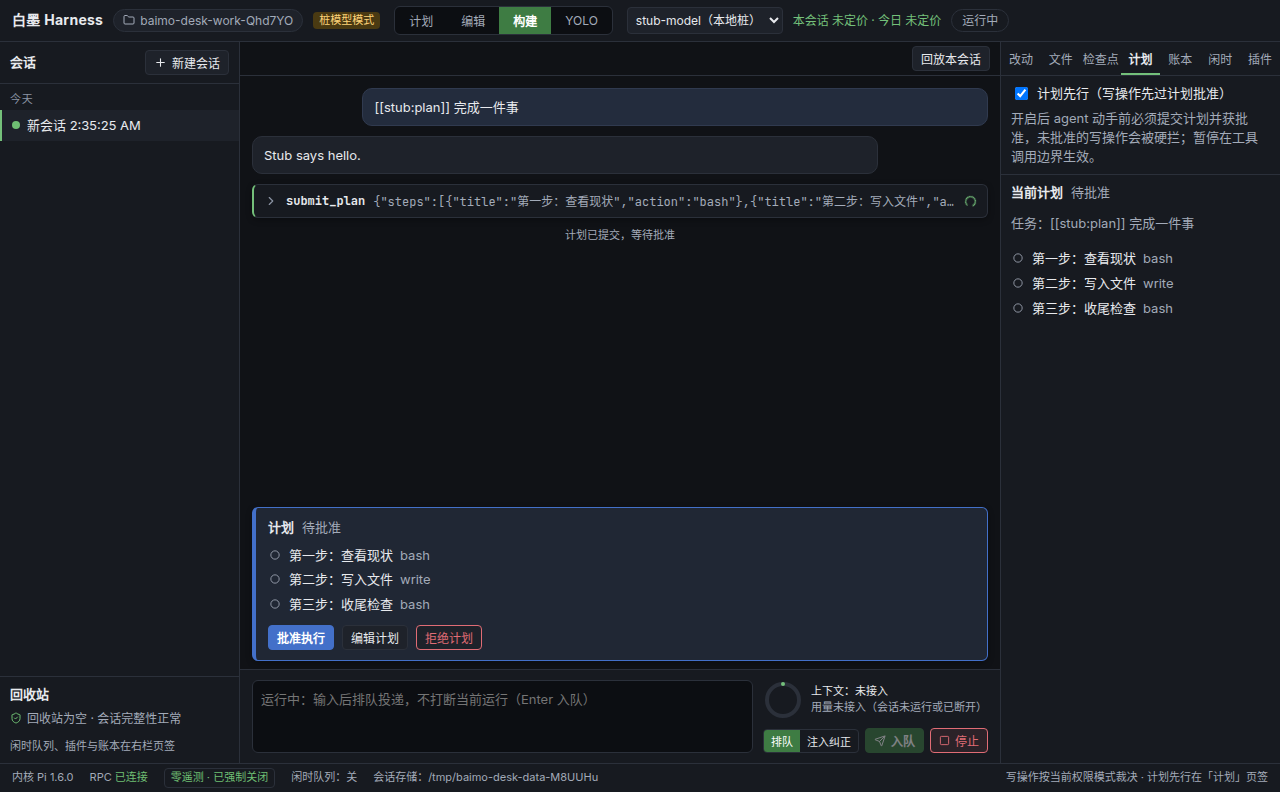 白墨 Harness
baimo-desk-work-Qhd7YO
桩模型模式
计划
编辑
构建
YOLO
stub-model（本地桩）
本会话 未定价 · 今日 未定价
运行中
会话
新建会话
今天
新会话 2:35:25 AM
回放本会话
[[stub:plan]] 完成一件事
Stub says hello.
submit_plan {"steps":[{"title":"第一步：查看现状","action":"bash"},{"title":"第二步：写入文件","a…
计划已提交，等待批准
计划 待批准
第一步：查看现状 bash
第二步：写入文件 write
第三步：收尾检查 bash
批准执行
编辑计划
拒绝计划
运行中：输入后排队投递，不打断当前运行（Enter 入队）
上下文：未接入
用量未接入（会话未运行或已断开）
排队
注入纠正
入队
停止
改动
文件
检查点
计划
账本
闲时
插件
计划先行（写操作先过计划批准）
开启后 agent 动手前必须提交计划并获批
准，未批准的写操作会被硬拦；暂停在工具
调用边界生效。
当前计划 待批准
任务：[[stub:plan]] 完成一件事
第一步：查看现状 bash
第二步：写入文件 write
第三步：收尾检查 bash
回收站
回收站为空 · 会话完整性正常
闲时队列、插件与账本在右栏页签
内核 Pi 1.6.0
RPC 已连接
零遥测 · 已强制关闭
闲时队列：关
会话存储：/tmp/baimo-desk-data-M8UUHu
写操作按当前权限模式裁决 · 计划先行在「计划」页签